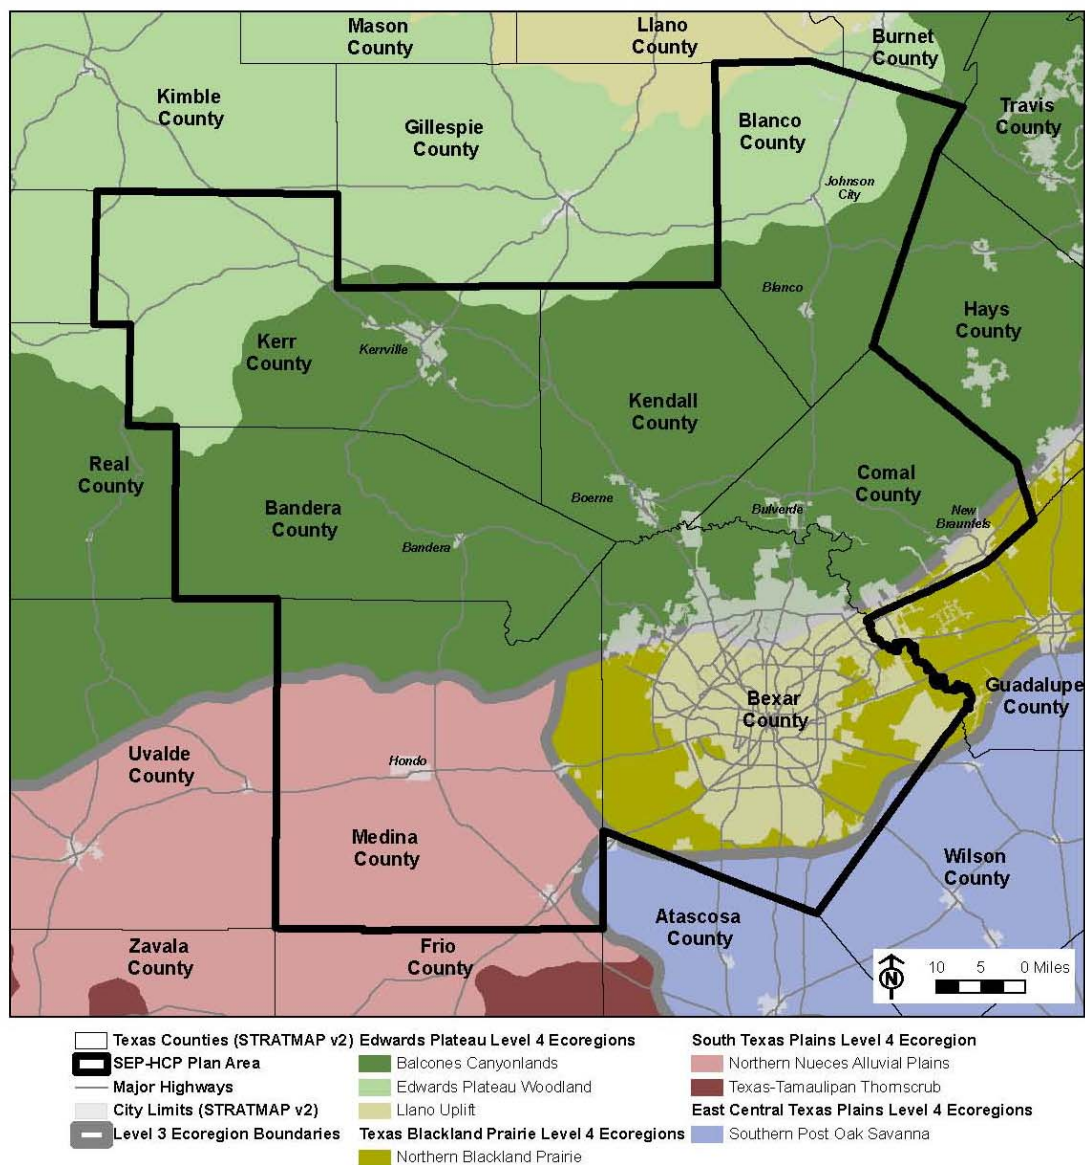 Mason
County
Llano
County
Burnet
County
Kimble
County
Gillespie
County
Blanco
County
Travis
County
Johnson
City
Blanco
Hays
County
Kerr
County
Kerrville
Kendall
County
Real
County
Bandera
County
Boerne
Bulverde
Comal
County
New
Braunfels
Bandera
Bexar
County
Guadalupe
County
Uvalde
County
Hondo
Medina
County
Wilson
County
Atascosa
County
Zavala
County
Frio
County
N
10 5 0 Miles
Texas Counties (STRATMAP v2)
SEP-HCP Plan Area
Major Highways
City Limits (STRATMAP v2)
Level 3 Ecoregion Boundaries
Edwards Plateau Level 4 Ecoregions
Balcones Canyonlands
Edwards Plateau Woodland
Llano Uplift
Texas Blackland Prairie Level 4 Ecoregions
Northern Blackland Prairie
South Texas Plains Level 4 Ecoregion
Northern Nueces Alluvial Plains
Texas-Tamaulipan Thornscrub
East Central Texas Plains Level 4 Ecoregions
Southern Post Oak Savanna